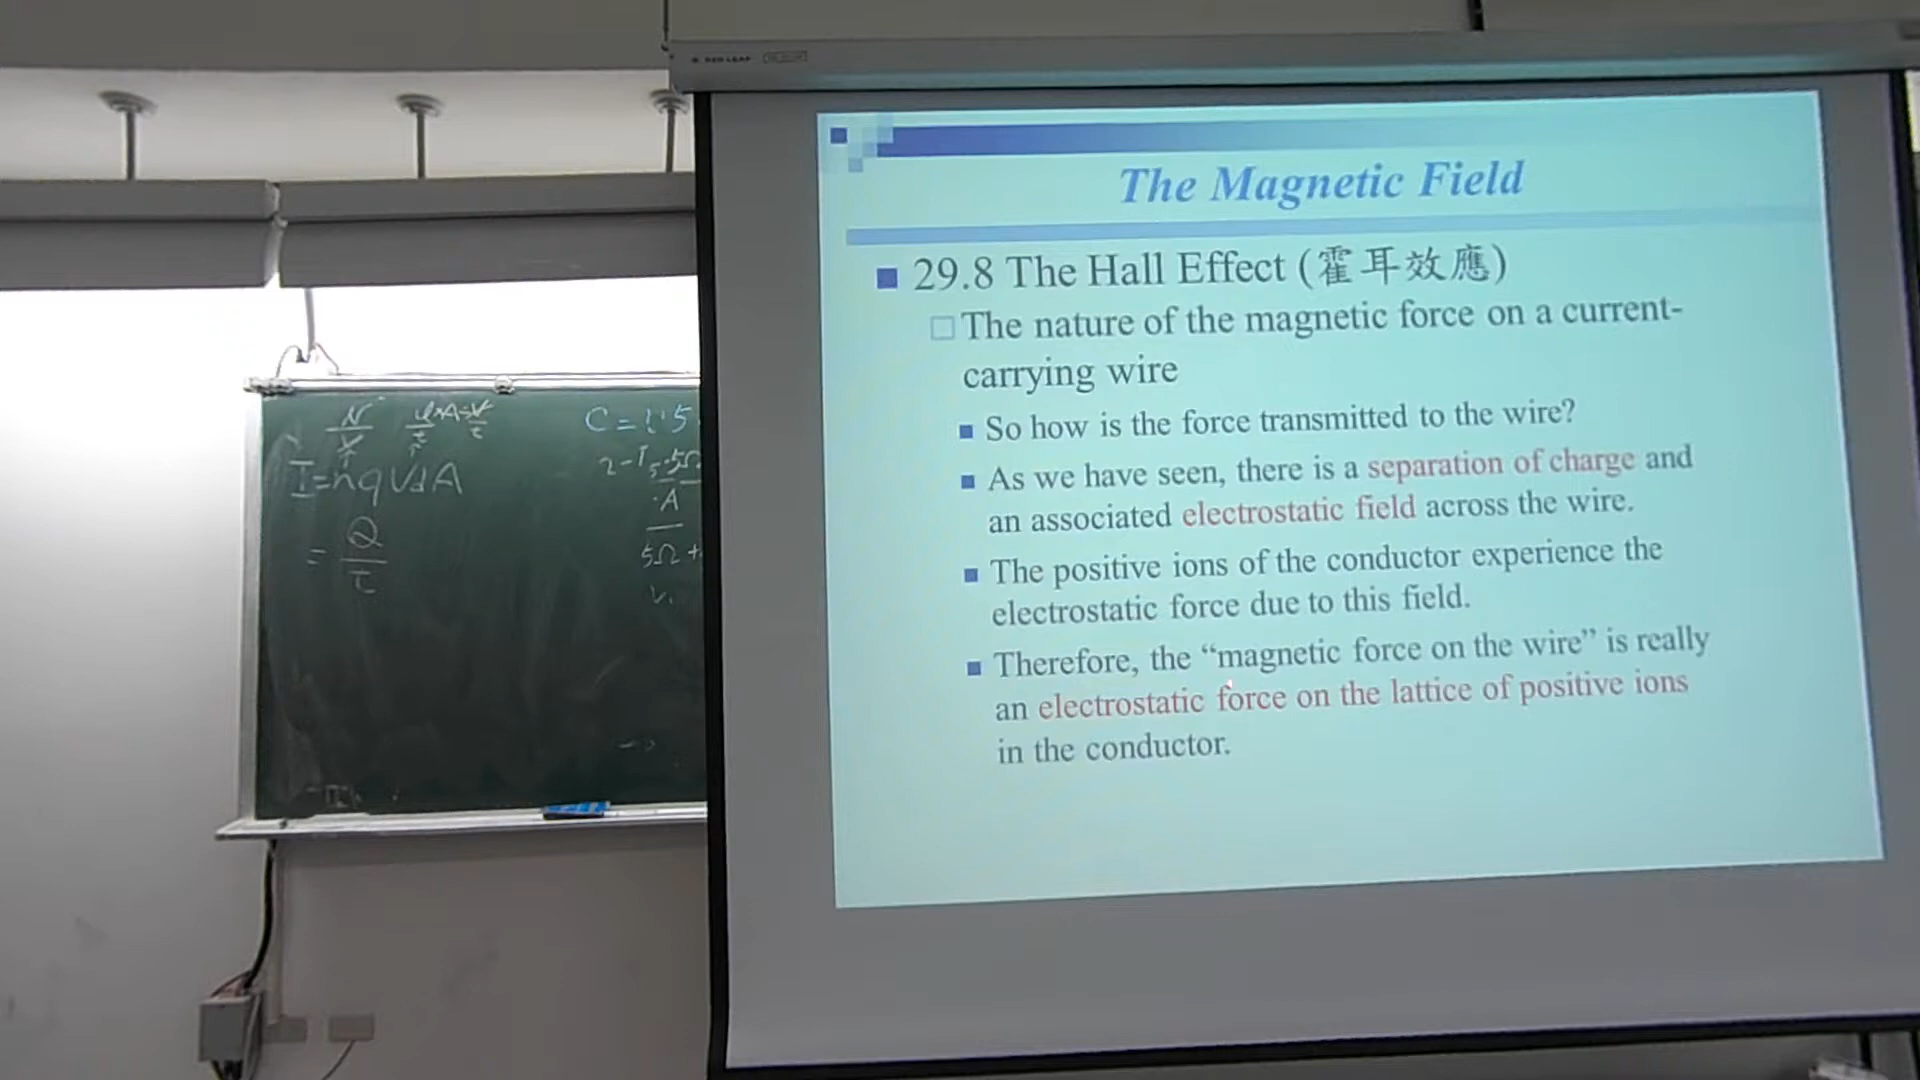 The Magnetic Field
29.8 The Hall Effect (霍耳效應)
The nature of the magnetic force on a current-
carrying wire
So how is the force transmitted to the wire?
As we have seen, there is a separation of charge and
an associated electrostatic field across the wire.
The positive ions of the conductor experience the
electrostatic force due to this field.
Therefore, the “magnetic force on the wire” is really
an electrostatic force on the lattice of positive ions
in the conductor.
I=nqVdA
= Q/t
C = 1.5
5Ω +